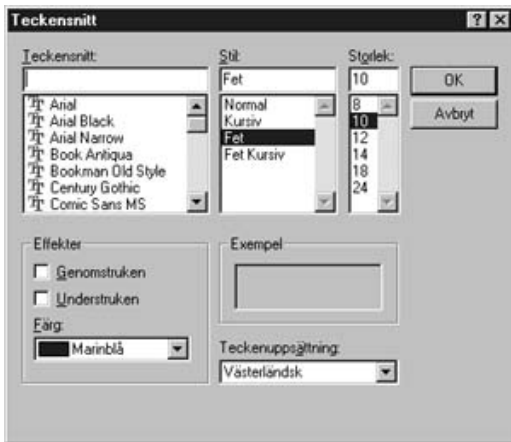 Teckensnitt
Teckensnitt:
Stil:
Storlek:
Fet
10
OK
Avbryt
Arial
Arial Black
Arial Narrow
Book Antiqua
Bookman Old Style
Century Gothic
Comic Sans MS
Normal
Kursiv
Fet
Fet Kursiv
8
10
12
14
18
24
Effekter
Genomstruken
Understruken
Färg:
Marinblå
Exempel
Teckenuppsättning:
Västerländsk